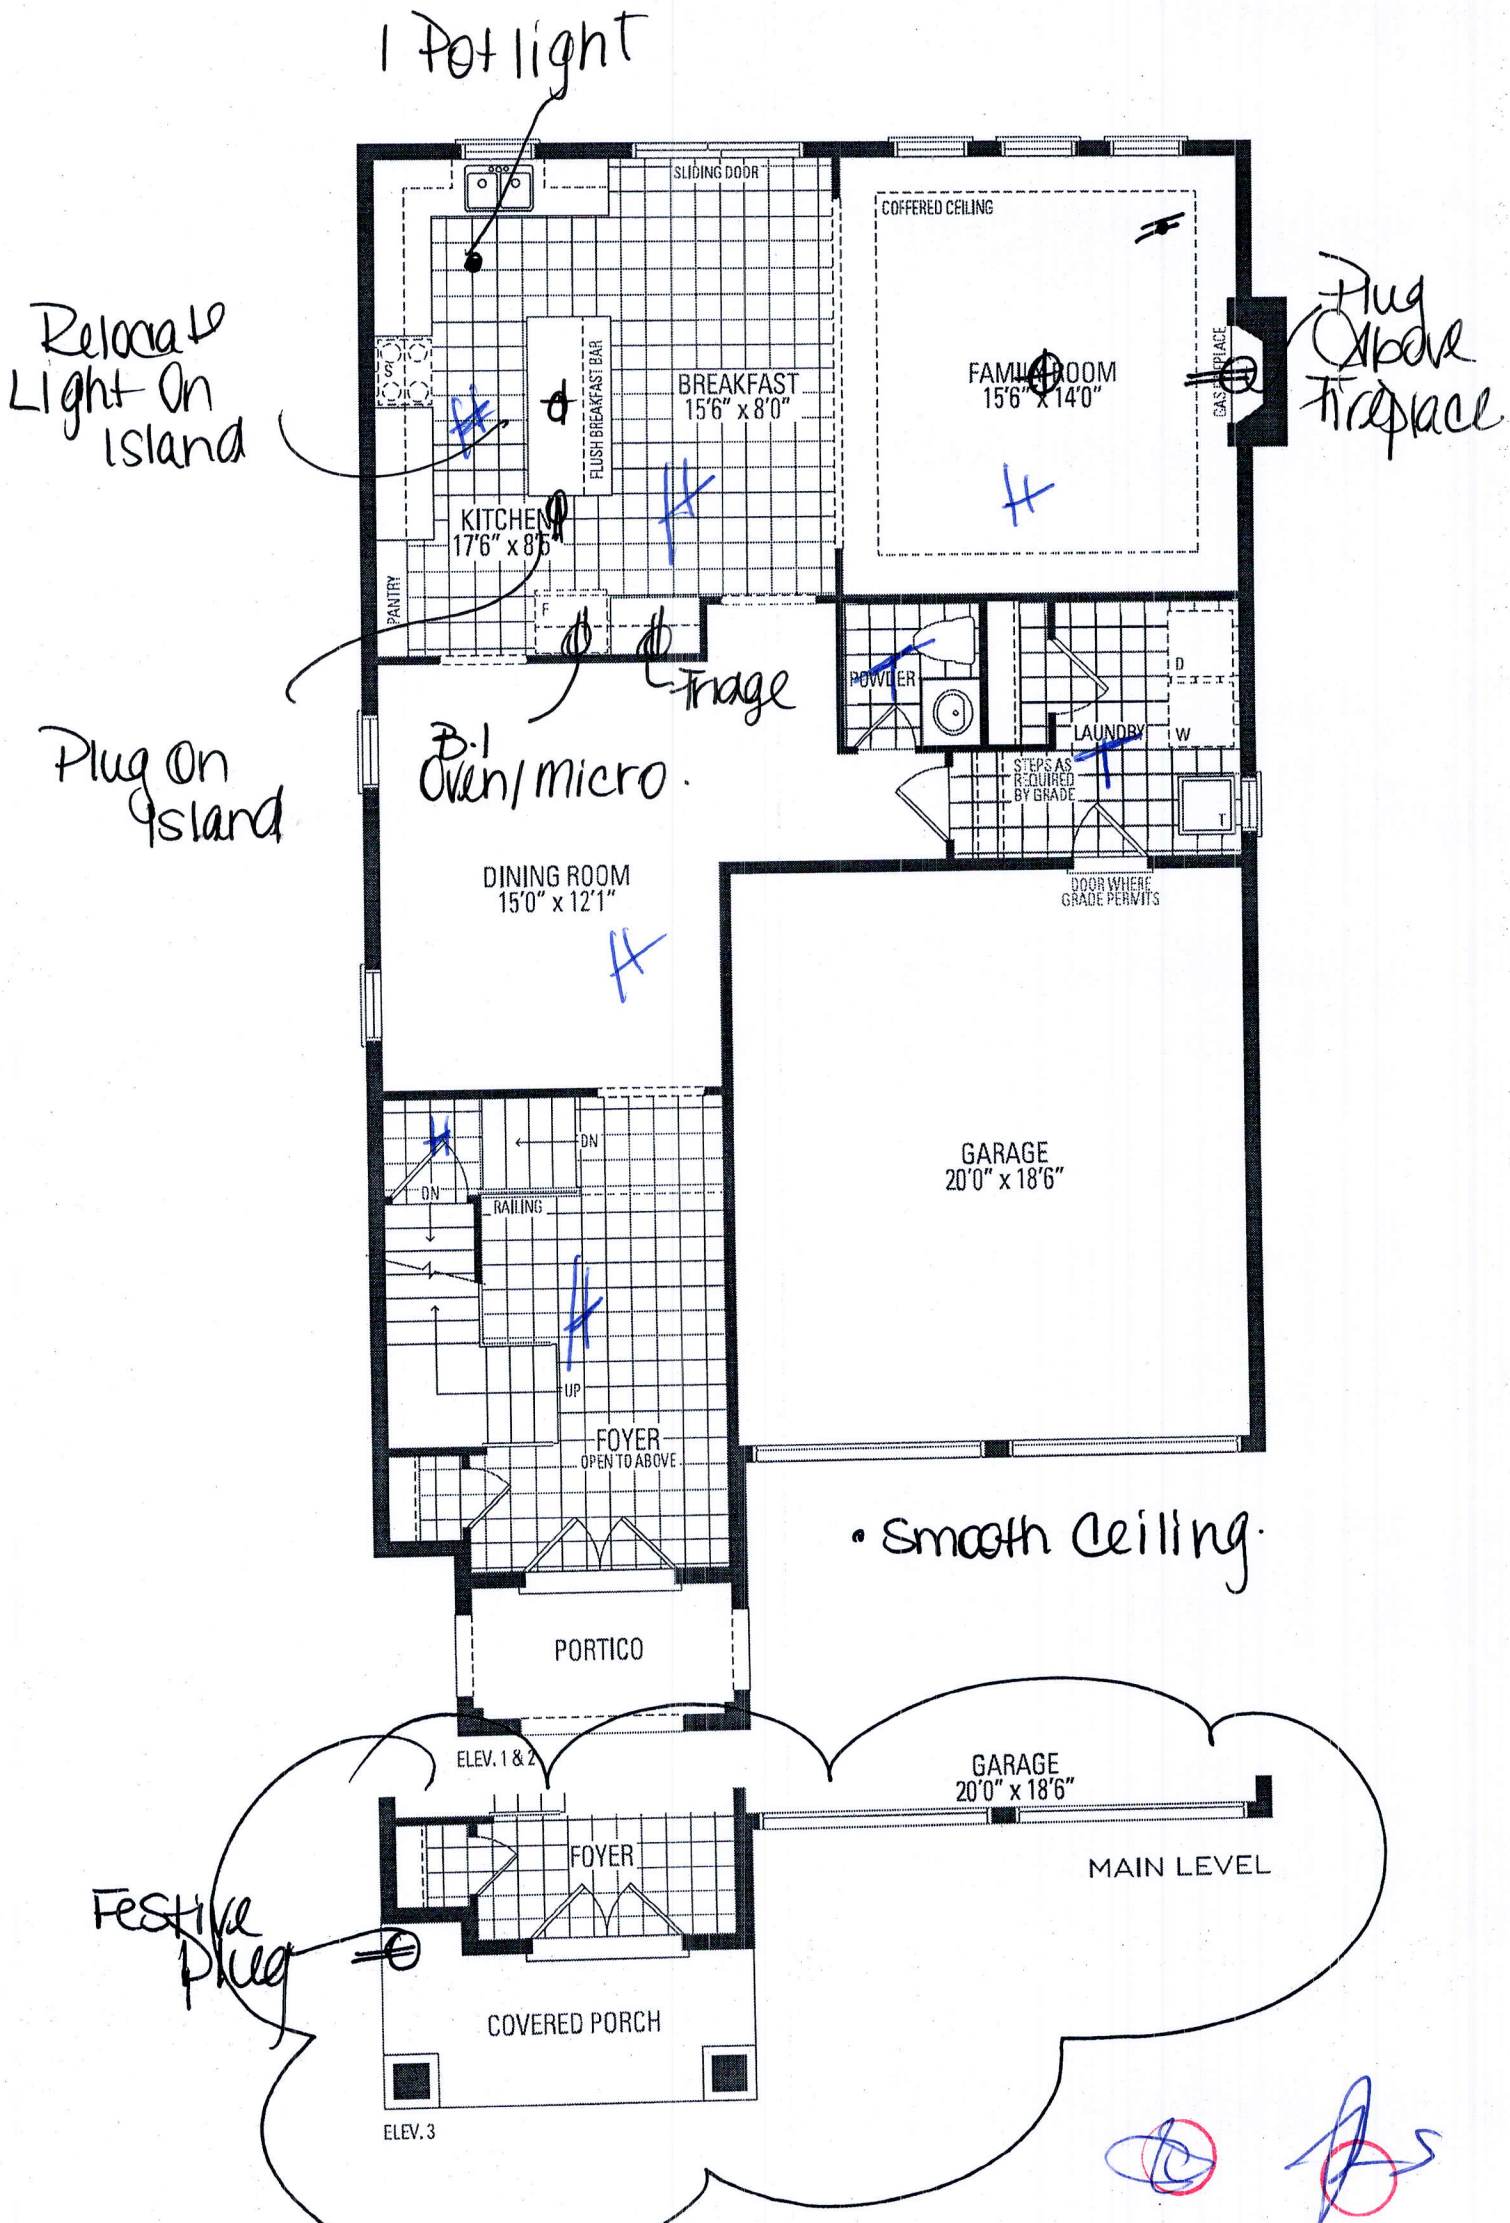 1 Pot light
SLIDING DOOR
COFFERED CEILING
Relocate
Light On
Island
S
FLUSH BREAKFAST BAR
BREAKFAST
15'6" x 8'0"
FAMILY ROOM
15'6" x 14'0"
GAS FIREPLACE
Plug
Above
Fireplace
H
H
H
KITCHEN
17'6" x 8'6"
PANTRY
F
Fridge
POWDER
T
D
W
LAUNDRY
T
STEPS AS
REQUIRED
BY GRADE
T
Plug On
Island
B.I
Oven/micro.
DINING ROOM
15'0" x 12'1"
H
DOOR WHERE
GRADE PERMITS
H
DN
DN
RAILING
GARAGE
20'0" x 18'6"
H
UP
FOYER
OPEN TO ABOVE
• Smooth Ceiling.
PORTICO
ELEV. 1 & 2
GARAGE
20'0" x 18'6"
FOYER
MAIN LEVEL
Festive
Plug
COVERED PORCH
ELEV. 3